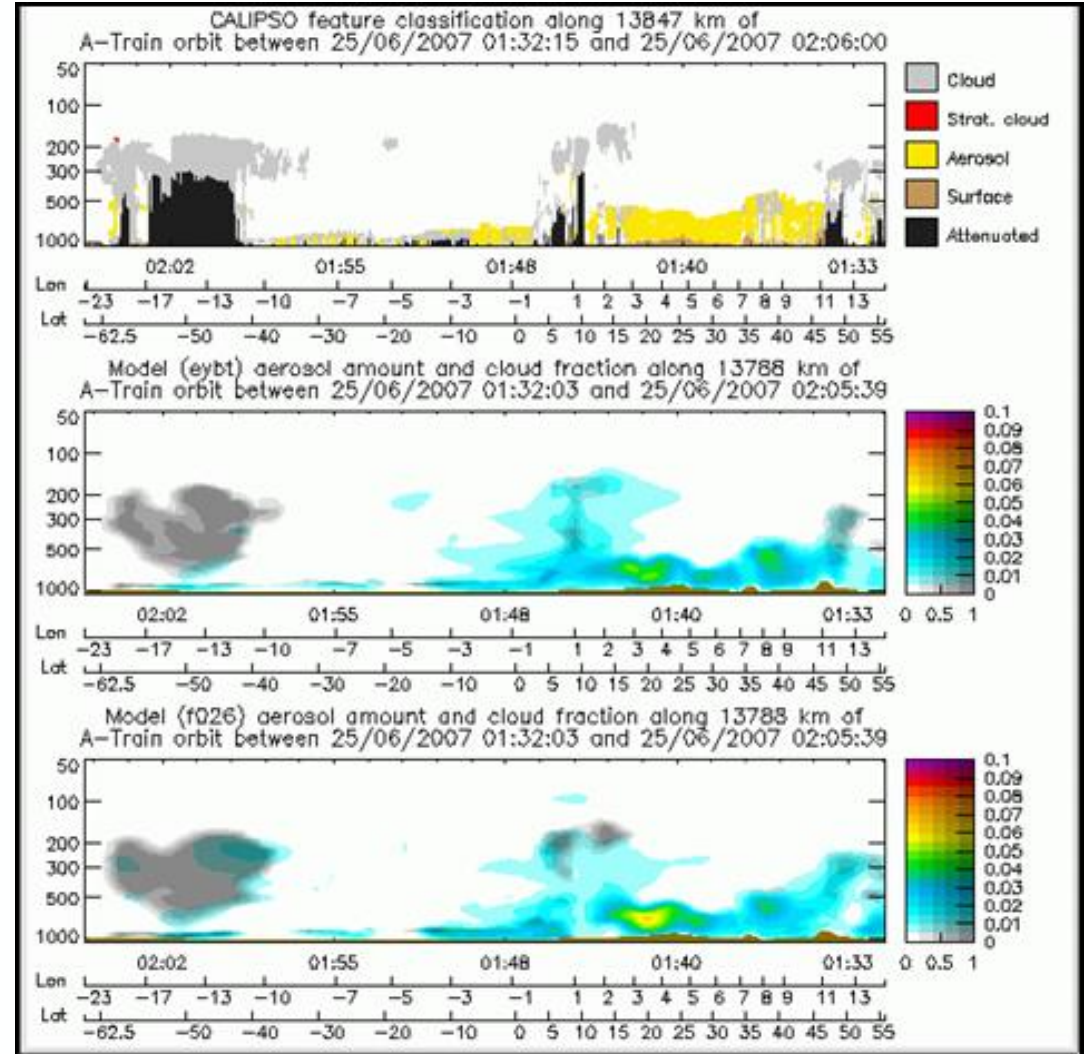 CALIPSO feature classification along 13847 km of
A-Train orbit between 25/06/2007 01:32:15 and 25/06/2007 02:06:00
50
100
200
300
500
1000
Cloud
Strat. cloud
Aerosol
Surface
Attenuated
02:02 01:55 01:48 01:40 01:33
Lon
-23 -17 -13 -10 -7 -5 -3 -1 1 2 3 4 5 6 7 8 9 11 13
Lat
-62.5 -50 -40 -30 -20 -10 0 5 10 15 20 25 30 35 40 45 50 55
Model (eybt) aerosol amount and cloud fraction along 13788 km of
A-Train orbit between 25/06/2007 01:32:03 and 25/06/2007 02:05:39
50
100
200
300
500
1000
0.1
0.09
0.08
0.07
0.06
0.05
0.04
0.03
0.02
0.01
0
0 0.5 1
02:02 01:55 01:48 01:40 01:33
Lon
-23 -17 -13 -10 -7 -5 -3 -1 1 2 3 4 5 6 7 8 9 11 13
Lat
-62.5 -50 -40 -30 -20 -10 0 5 10 15 20 25 30 35 40 45 50 55
Model (f026) aerosol amount and cloud fraction along 13788 km of
A-Train orbit between 25/06/2007 01:32:03 and 25/06/2007 02:05:39
50
100
200
300
500
1000
0.1
0.09
0.08
0.07
0.06
0.05
0.04
0.03
0.02
0.01
0
0 0.5 1
02:02 01:55 01:48 01:40 01:33
Lon
-23 -17 -13 -10 -7 -5 -3 -1 1 2 3 4 5 6 7 8 9 11 13
Lat
-62.5 -50 -40 -30 -20 -10 0 5 10 15 20 25 30 35 40 45 50 55